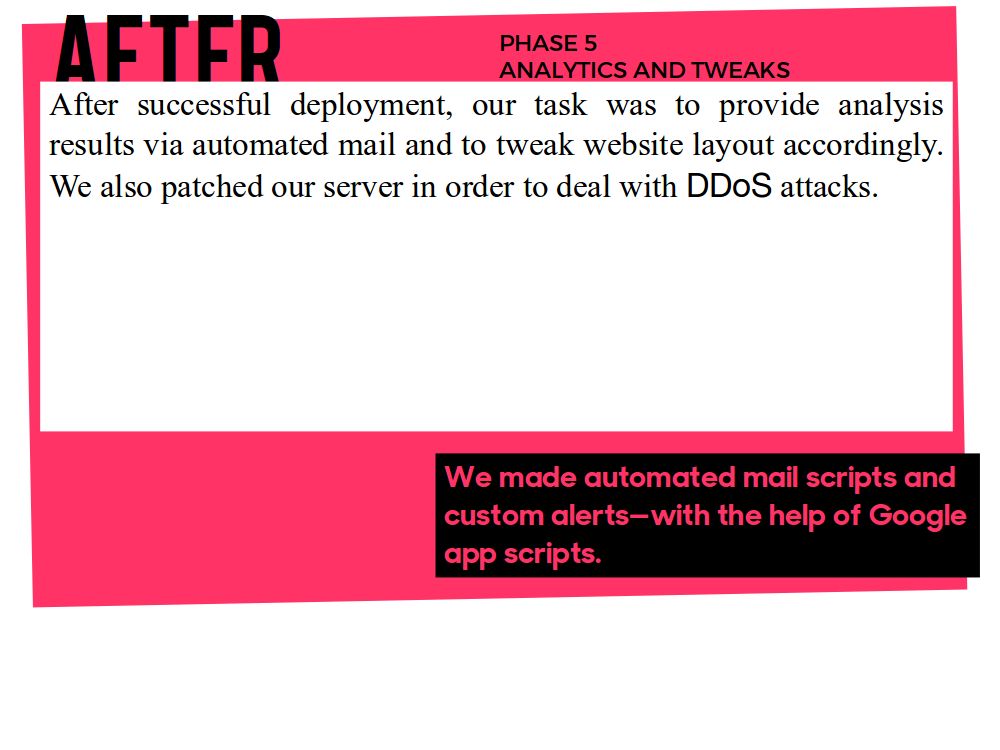 AFTER
PHASE 5
ANALYTICS AND TWEAKS
After successful deployment, our task was to provide analysis
results via automated mail and to tweak website layout accordingly.
We also patched our server in order to deal with DDoS attacks.
We made automated mail scripts and
custom alerts—with the help of Google
app scripts.